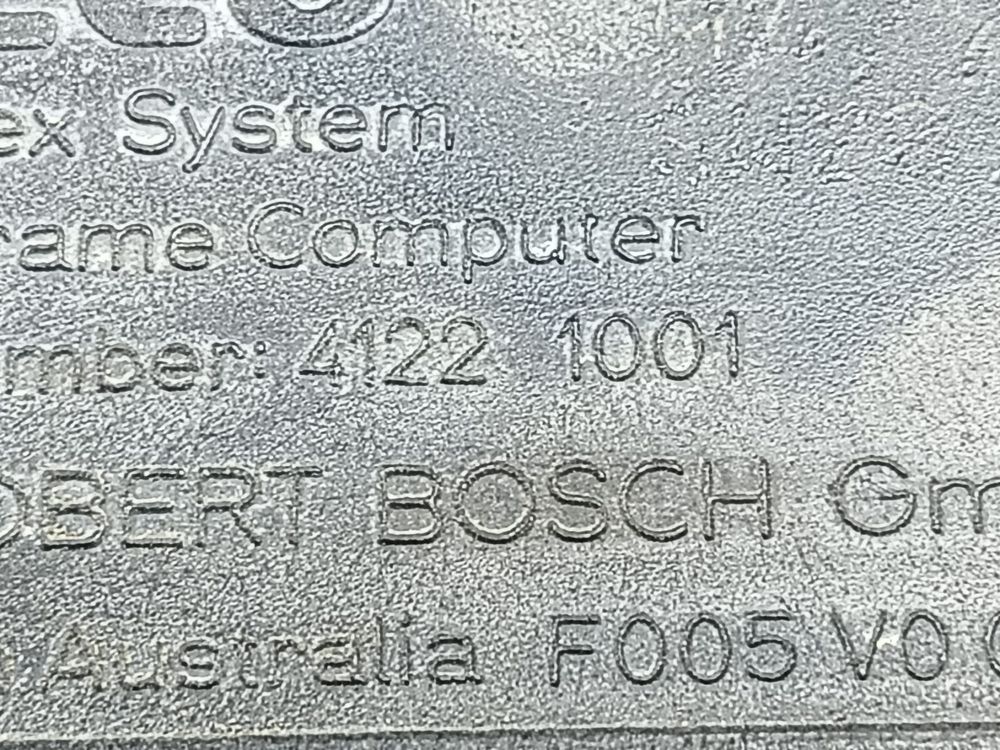 ex System
rame Computer
mber: 4122 1001
OBERT BOSCH Gm
Australia F005 V0